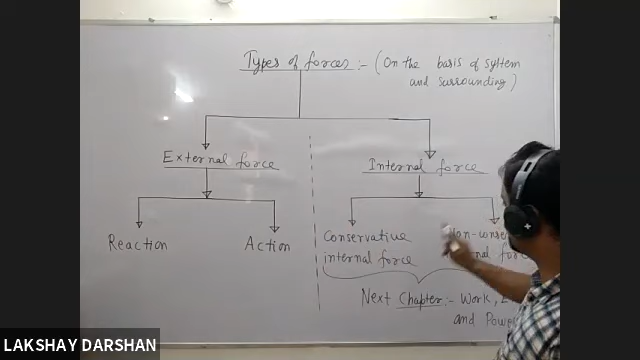 Types of forces :- (On the basis of system
and surrounding)
External force
Internal force
Reaction
Action
Conservative
internal force
Next Chapter :- Work,
and Power
LAKSHAY DARSHAN